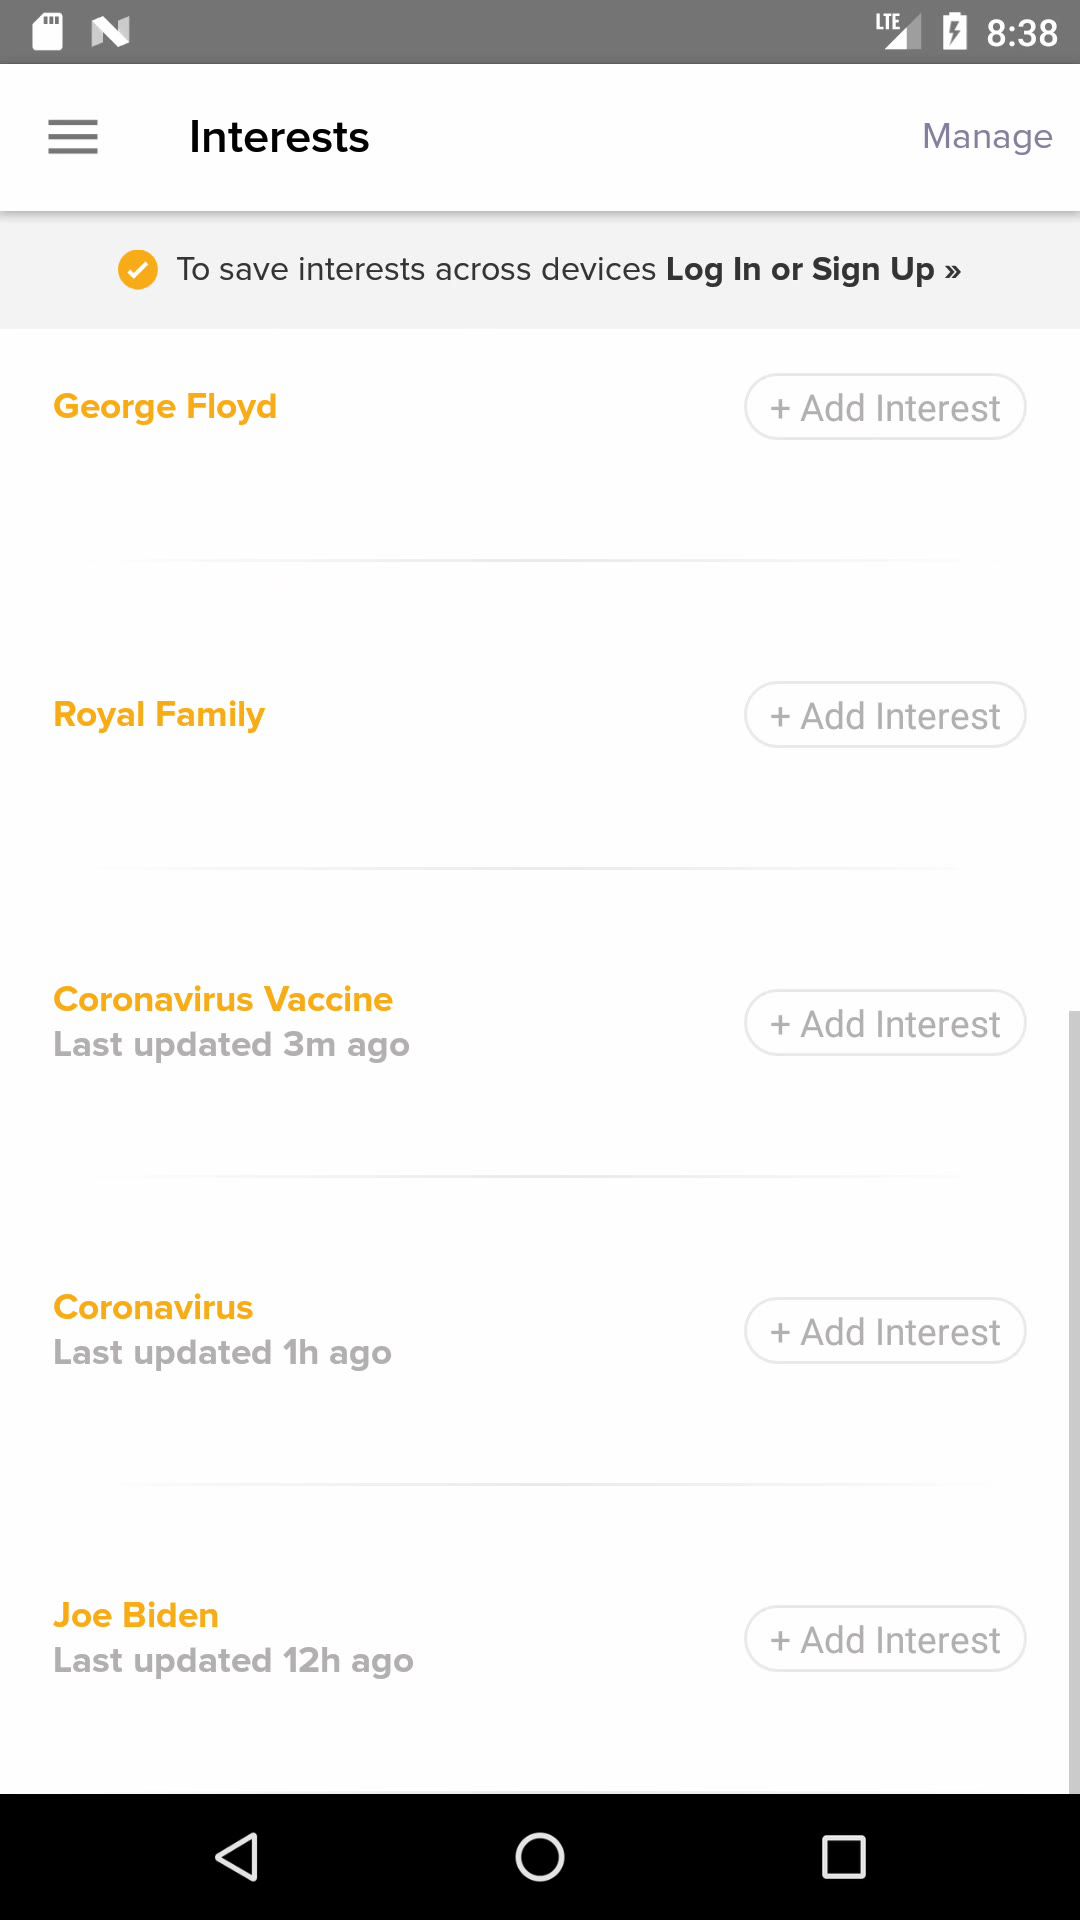 LTE 8:38
Interests Manage
To save interests across devices Log In or Sign Up »
George Floyd + Add Interest
Royal Family + Add Interest
Coronavirus Vaccine
Last updated 3m ago + Add Interest
Coronavirus
Last updated 1h ago + Add Interest
Joe Biden
Last updated 12h ago + Add Interest